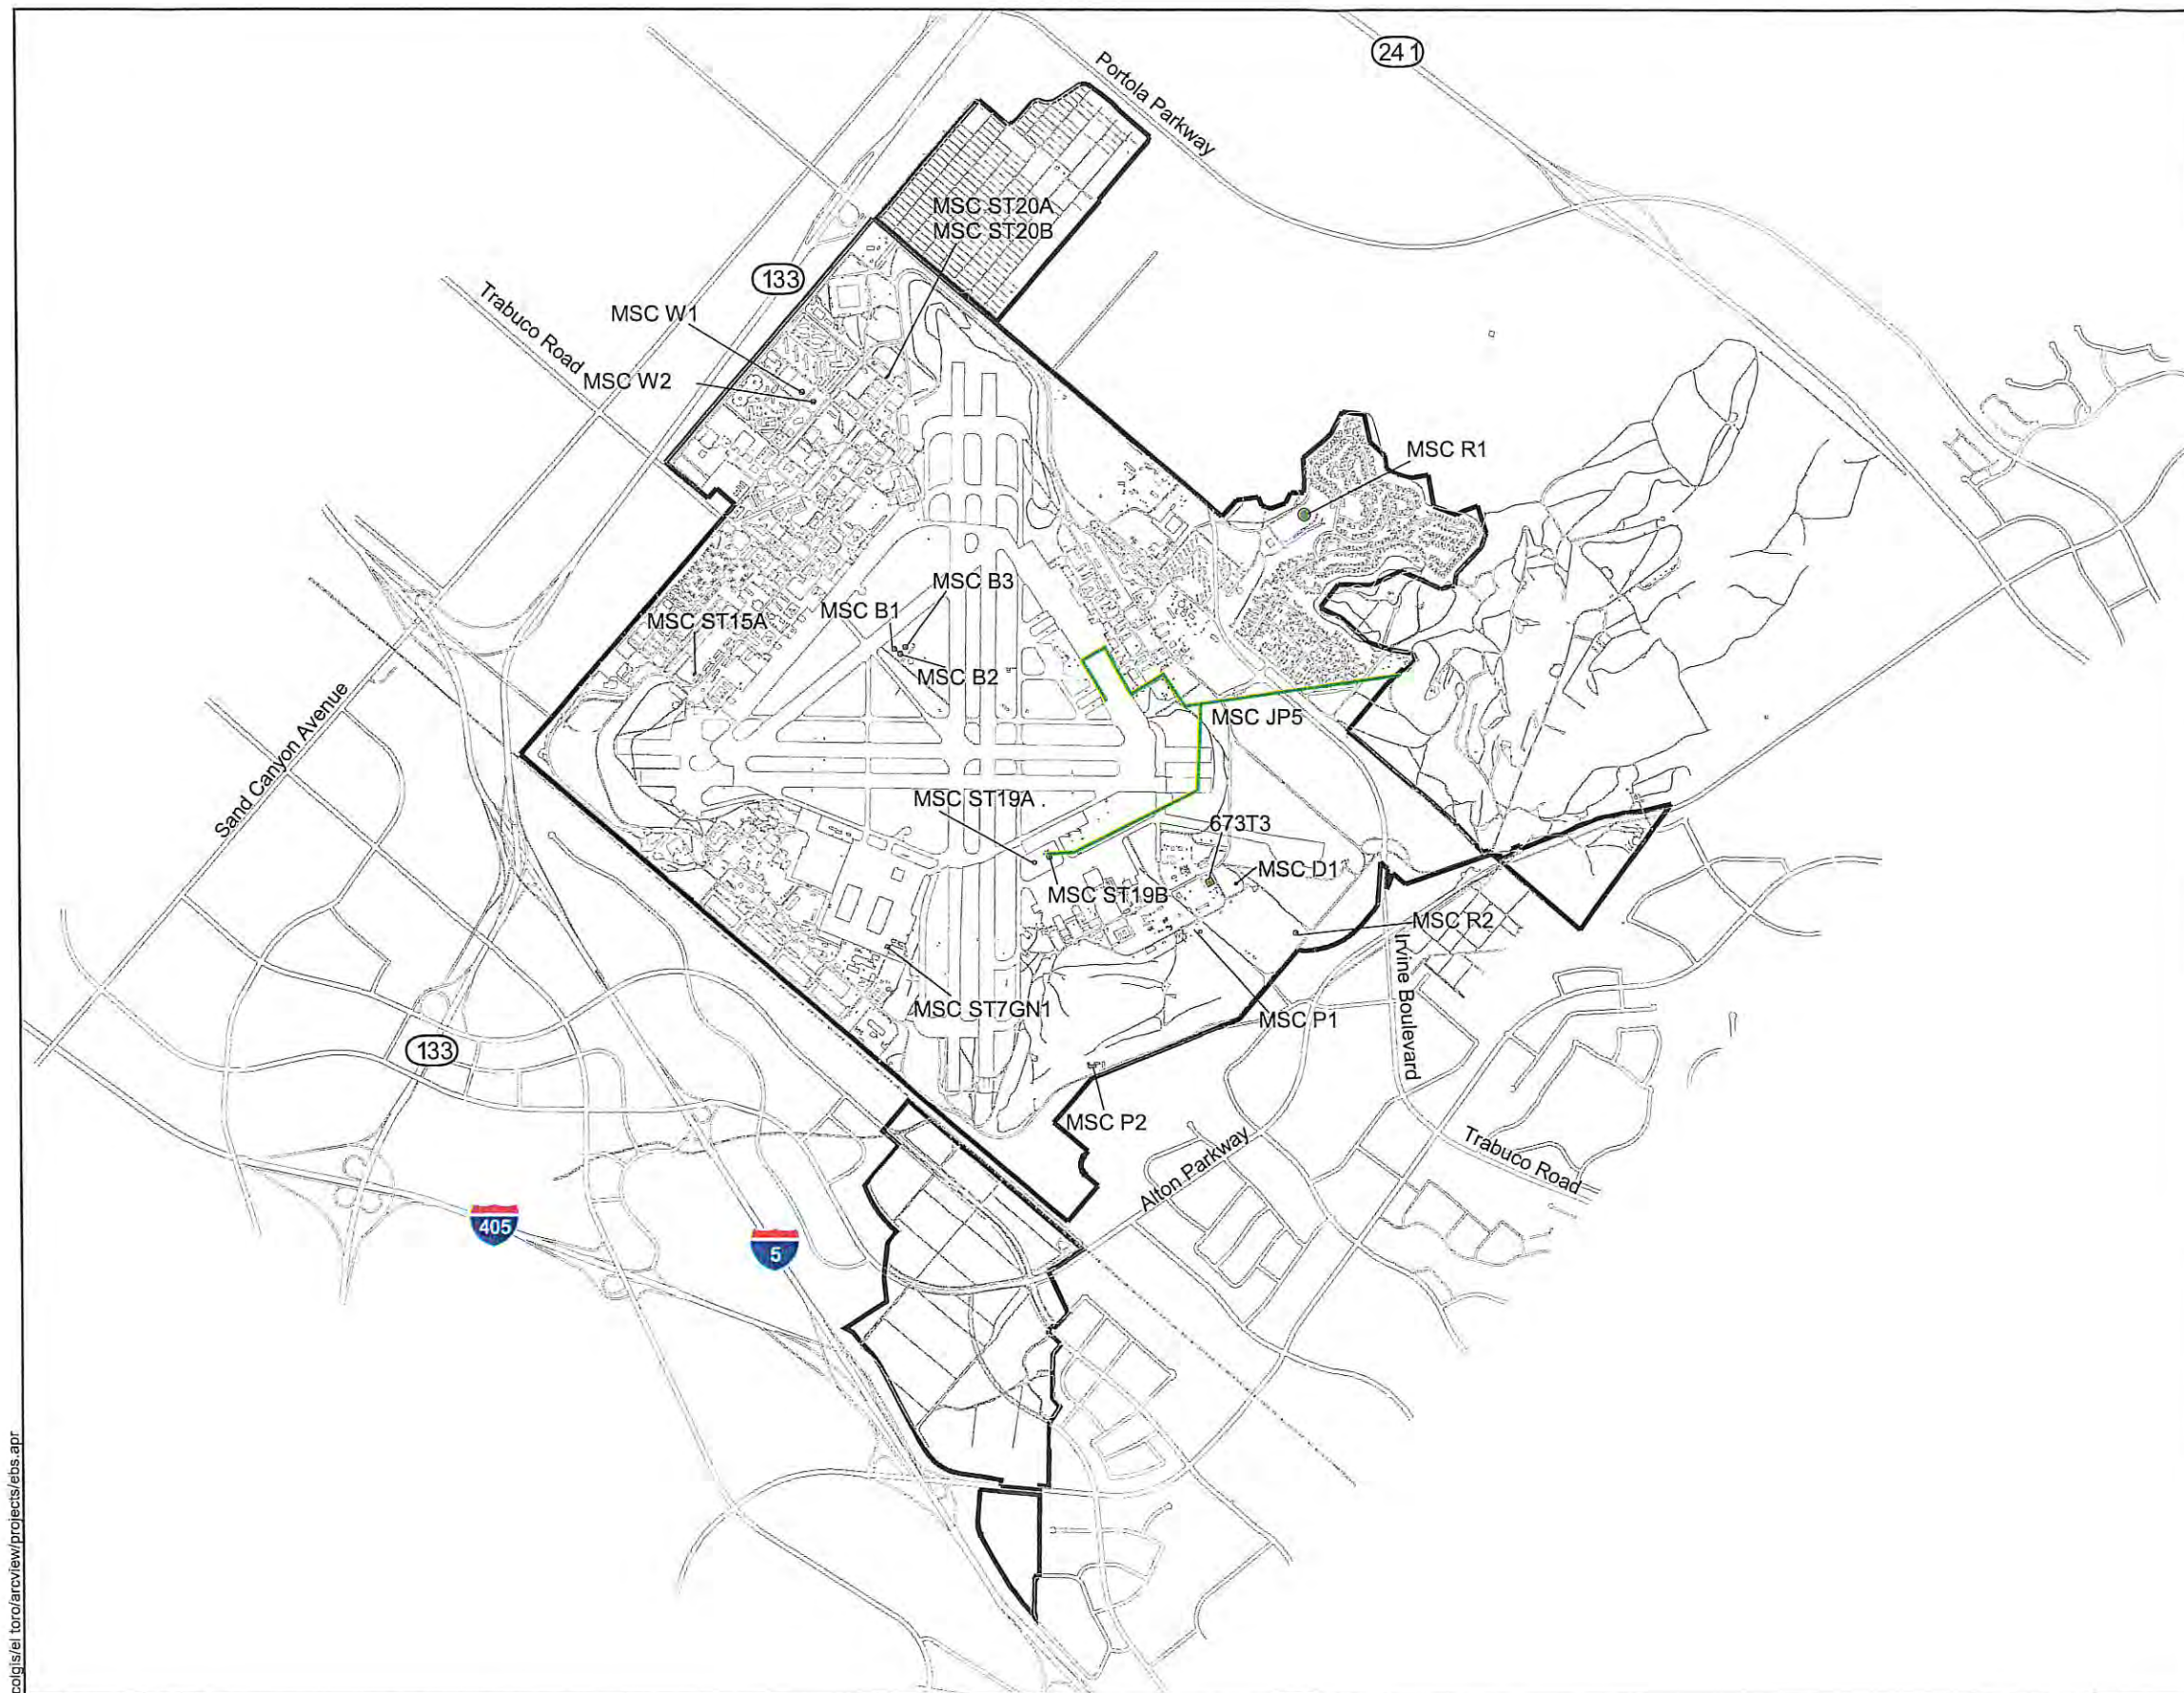 241
Portola Parkway
MSC ST20A
MSC ST20B
133
Trabuco Road
MSC W1
MSC W2
MSC R1
MSC B3
MSC B1
MSC ST15A
MSC B2
MSC JP5
Sand Canyon Avenue
MSC ST19A
673T3
MSC D1
MSC ST19B
MSC R2
Irvine Boulevard
MSC ST7GN1
MSC P1
133
MSC P2
Alton Parkway
Trabuco Road
405
5
colgis/el toro/arcview/projects/ebs.apr